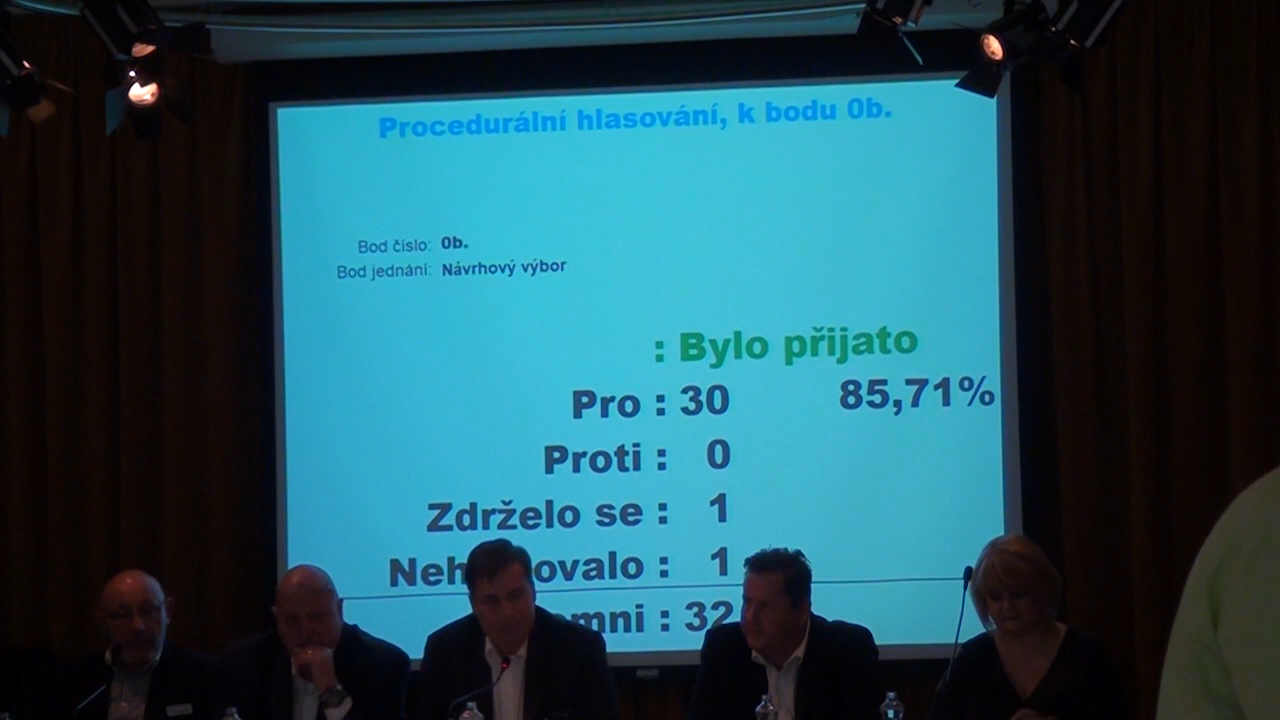 Procedurální hlasování, k bodu 0b.
Bod číslo: 0b.
Bod jednání: Návrhový výbor
: Bylo přijato
Pro : 30 85,71%
Proti : 0
Zdrželo se : 1
: 1
: 32